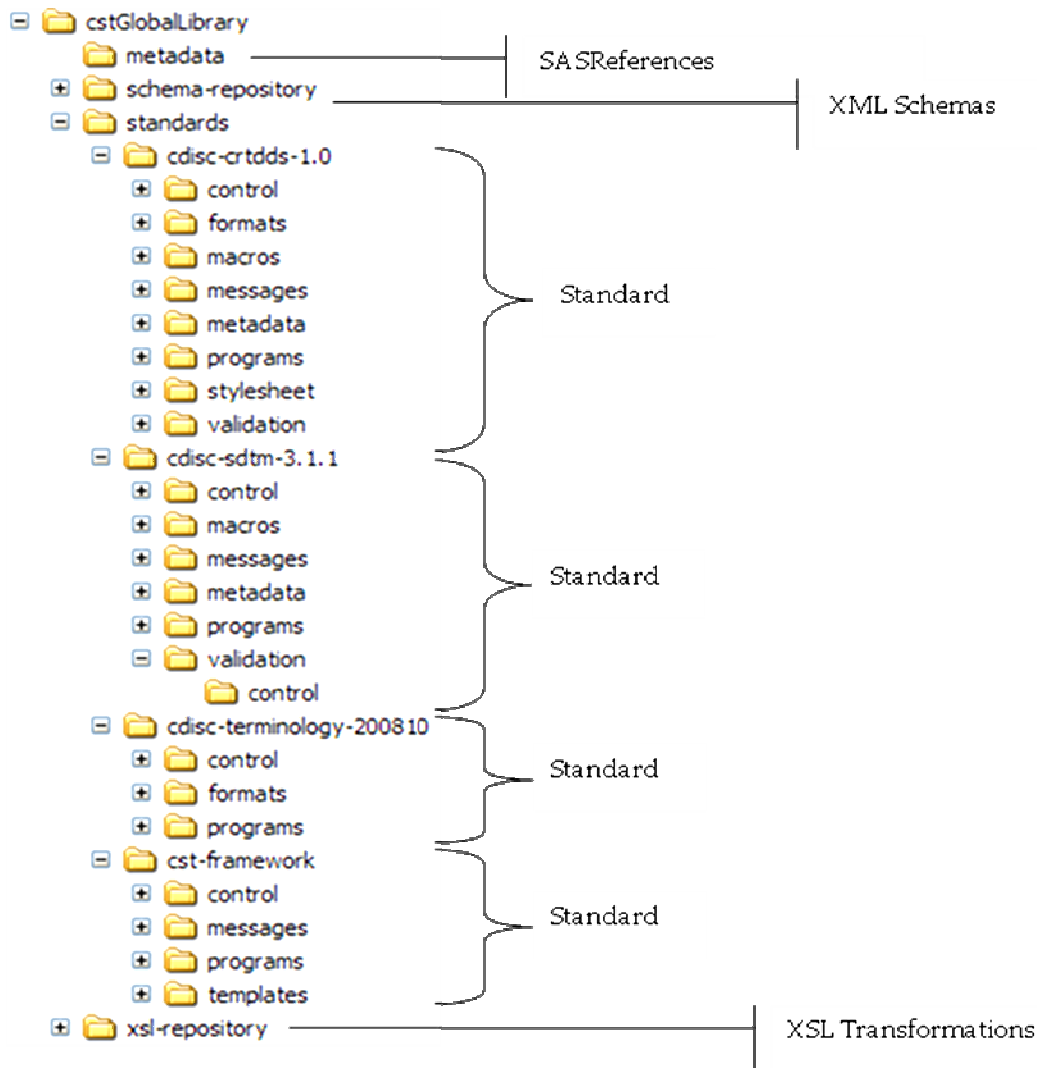 cstGlobalLibrary
metadata
SASReferences
schema-repository
XML Schemas
standards
cdisc-crtdds-1.0
control
formats
macros
messages
Standard
metadata
programs
stylesheet
validation
cdisc-sdtm-3.1.1
control
macros
messages
Standard
metadata
programs
validation
control
cdisc-terminology-200810
control
Standard
formats
programs
cst-framework
control
Standard
messages
programs
templates
xsl-repository
XSL Transformations